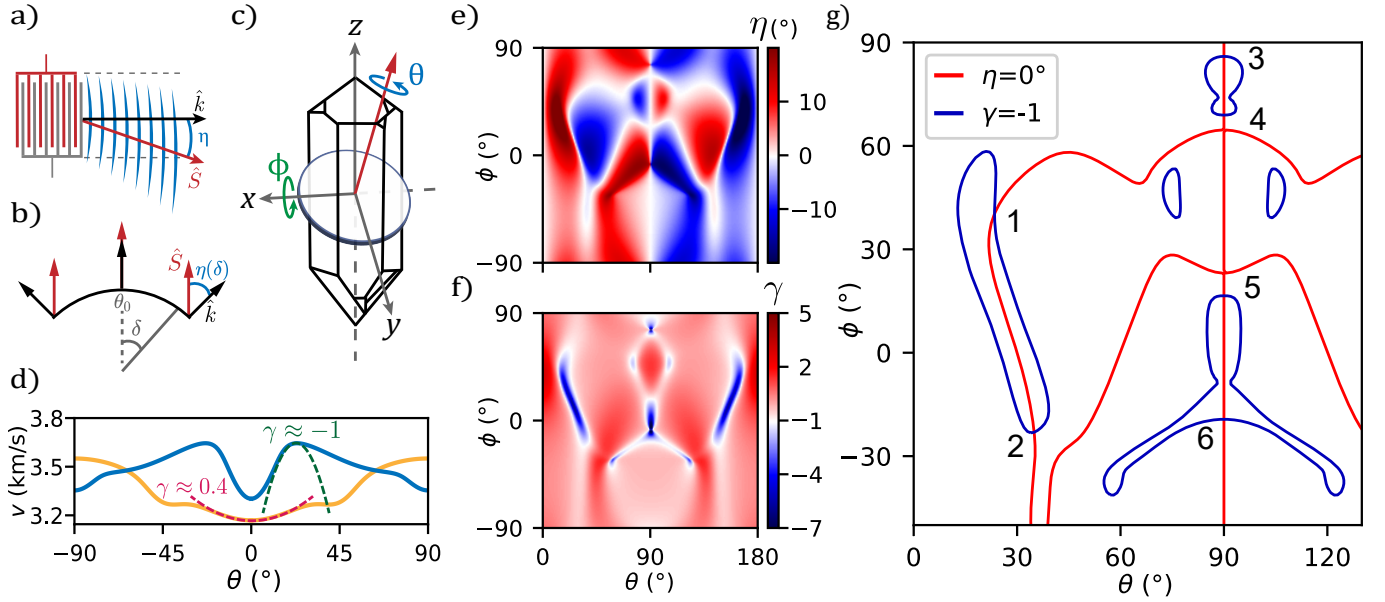 a)
k̂
η
Ŝ
b)
Ŝ
η(δ)
θ₀
k̂
δ
c)
z
θ
ϕ
x
y
d)
3.8
3.5
3.2
v (km/s)
γ ≈ −1
γ ≈ 0.4
−90
−45
0
45
90
θ (°)
e)
η(°)
90
0
−90
ϕ (°)
10
0
−10
f)
γ
90
0
−90
ϕ (°)
0
90
180
θ (°)
5
2
−1
−4
−7
g)
η=0°
γ=-1
90
60
30
0
−30
ϕ (°)
0
30
60
90
120
θ (°)
3
4
1
5
2
6